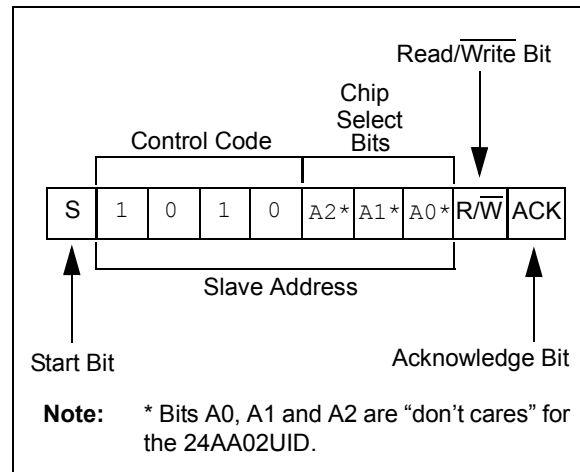 Read/Write Bit
Chip
Select
Bits
Control Code
S 1 0 1 0 A2* A1* A0* R/W ACK
Slave Address
Start Bit
Acknowledge Bit
Note: * Bits A0, A1 and A2 are “don’t cares” for
the 24AA02UID.